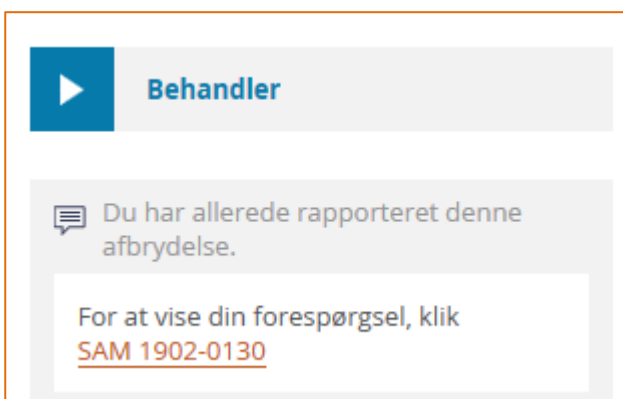 Behandler
Du har allerede rapporteret denne
afbrydelse.
For at vise din forespørgsel, klik
SAM 1902-0130